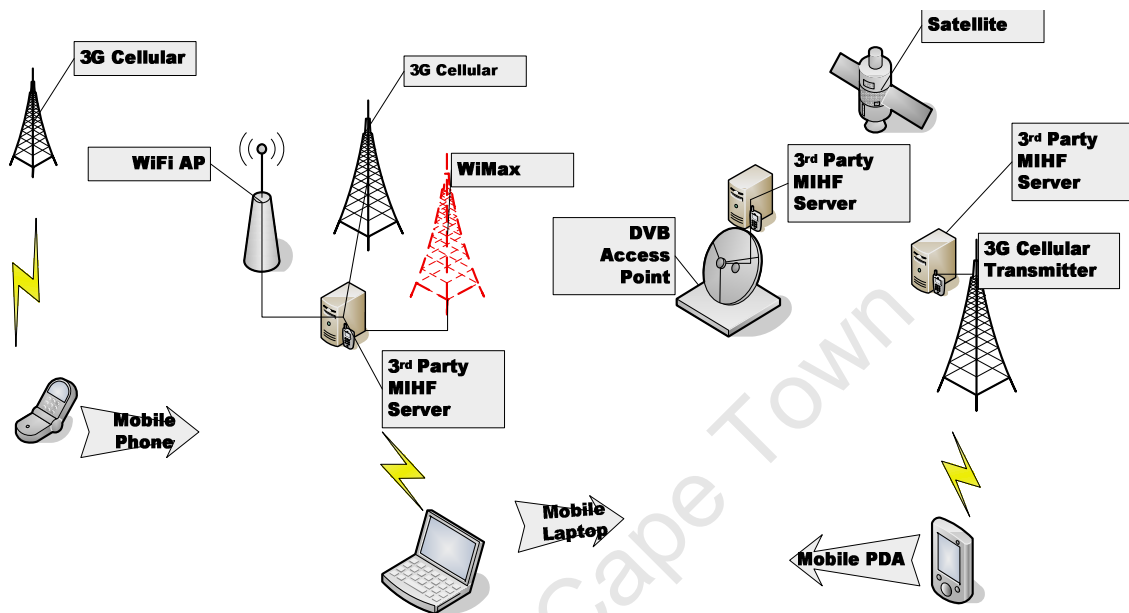 3G Cellular
3G Cellular
WiFi AP
WiMax
Satellite
3rd Party
MIHF
Server
3rd Party
MIHF
Server
DVB
Access
Point
3G Cellular
Transmitter
3rd Party
MIHF
Server
Mobile
Phone
Mobile
Laptop
Mobile PDA
Cape Town